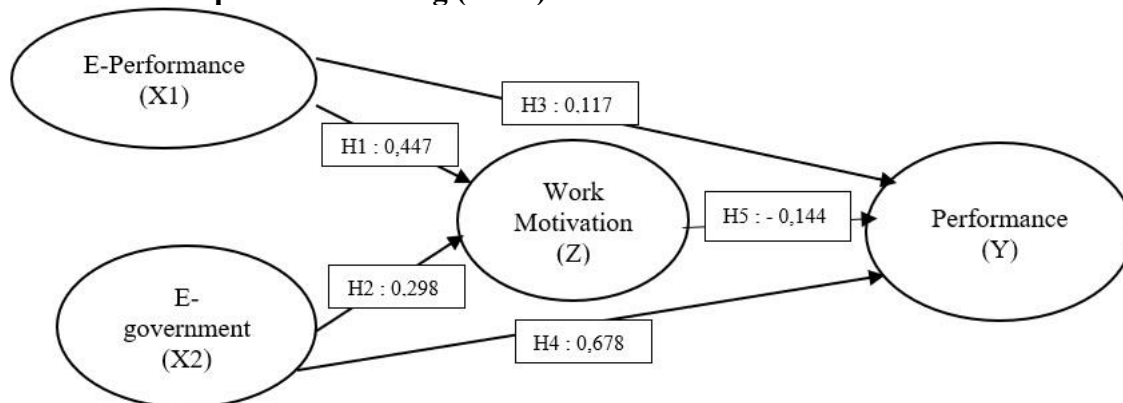 E-Performance
(X1)
H3 : 0.117
H1 : 0,447
Work
Motivation
(Z)
H5 : - 0,144
Performance
(Y)
H2 : 0.298
E-
government
(X2)
H4 : 0,678